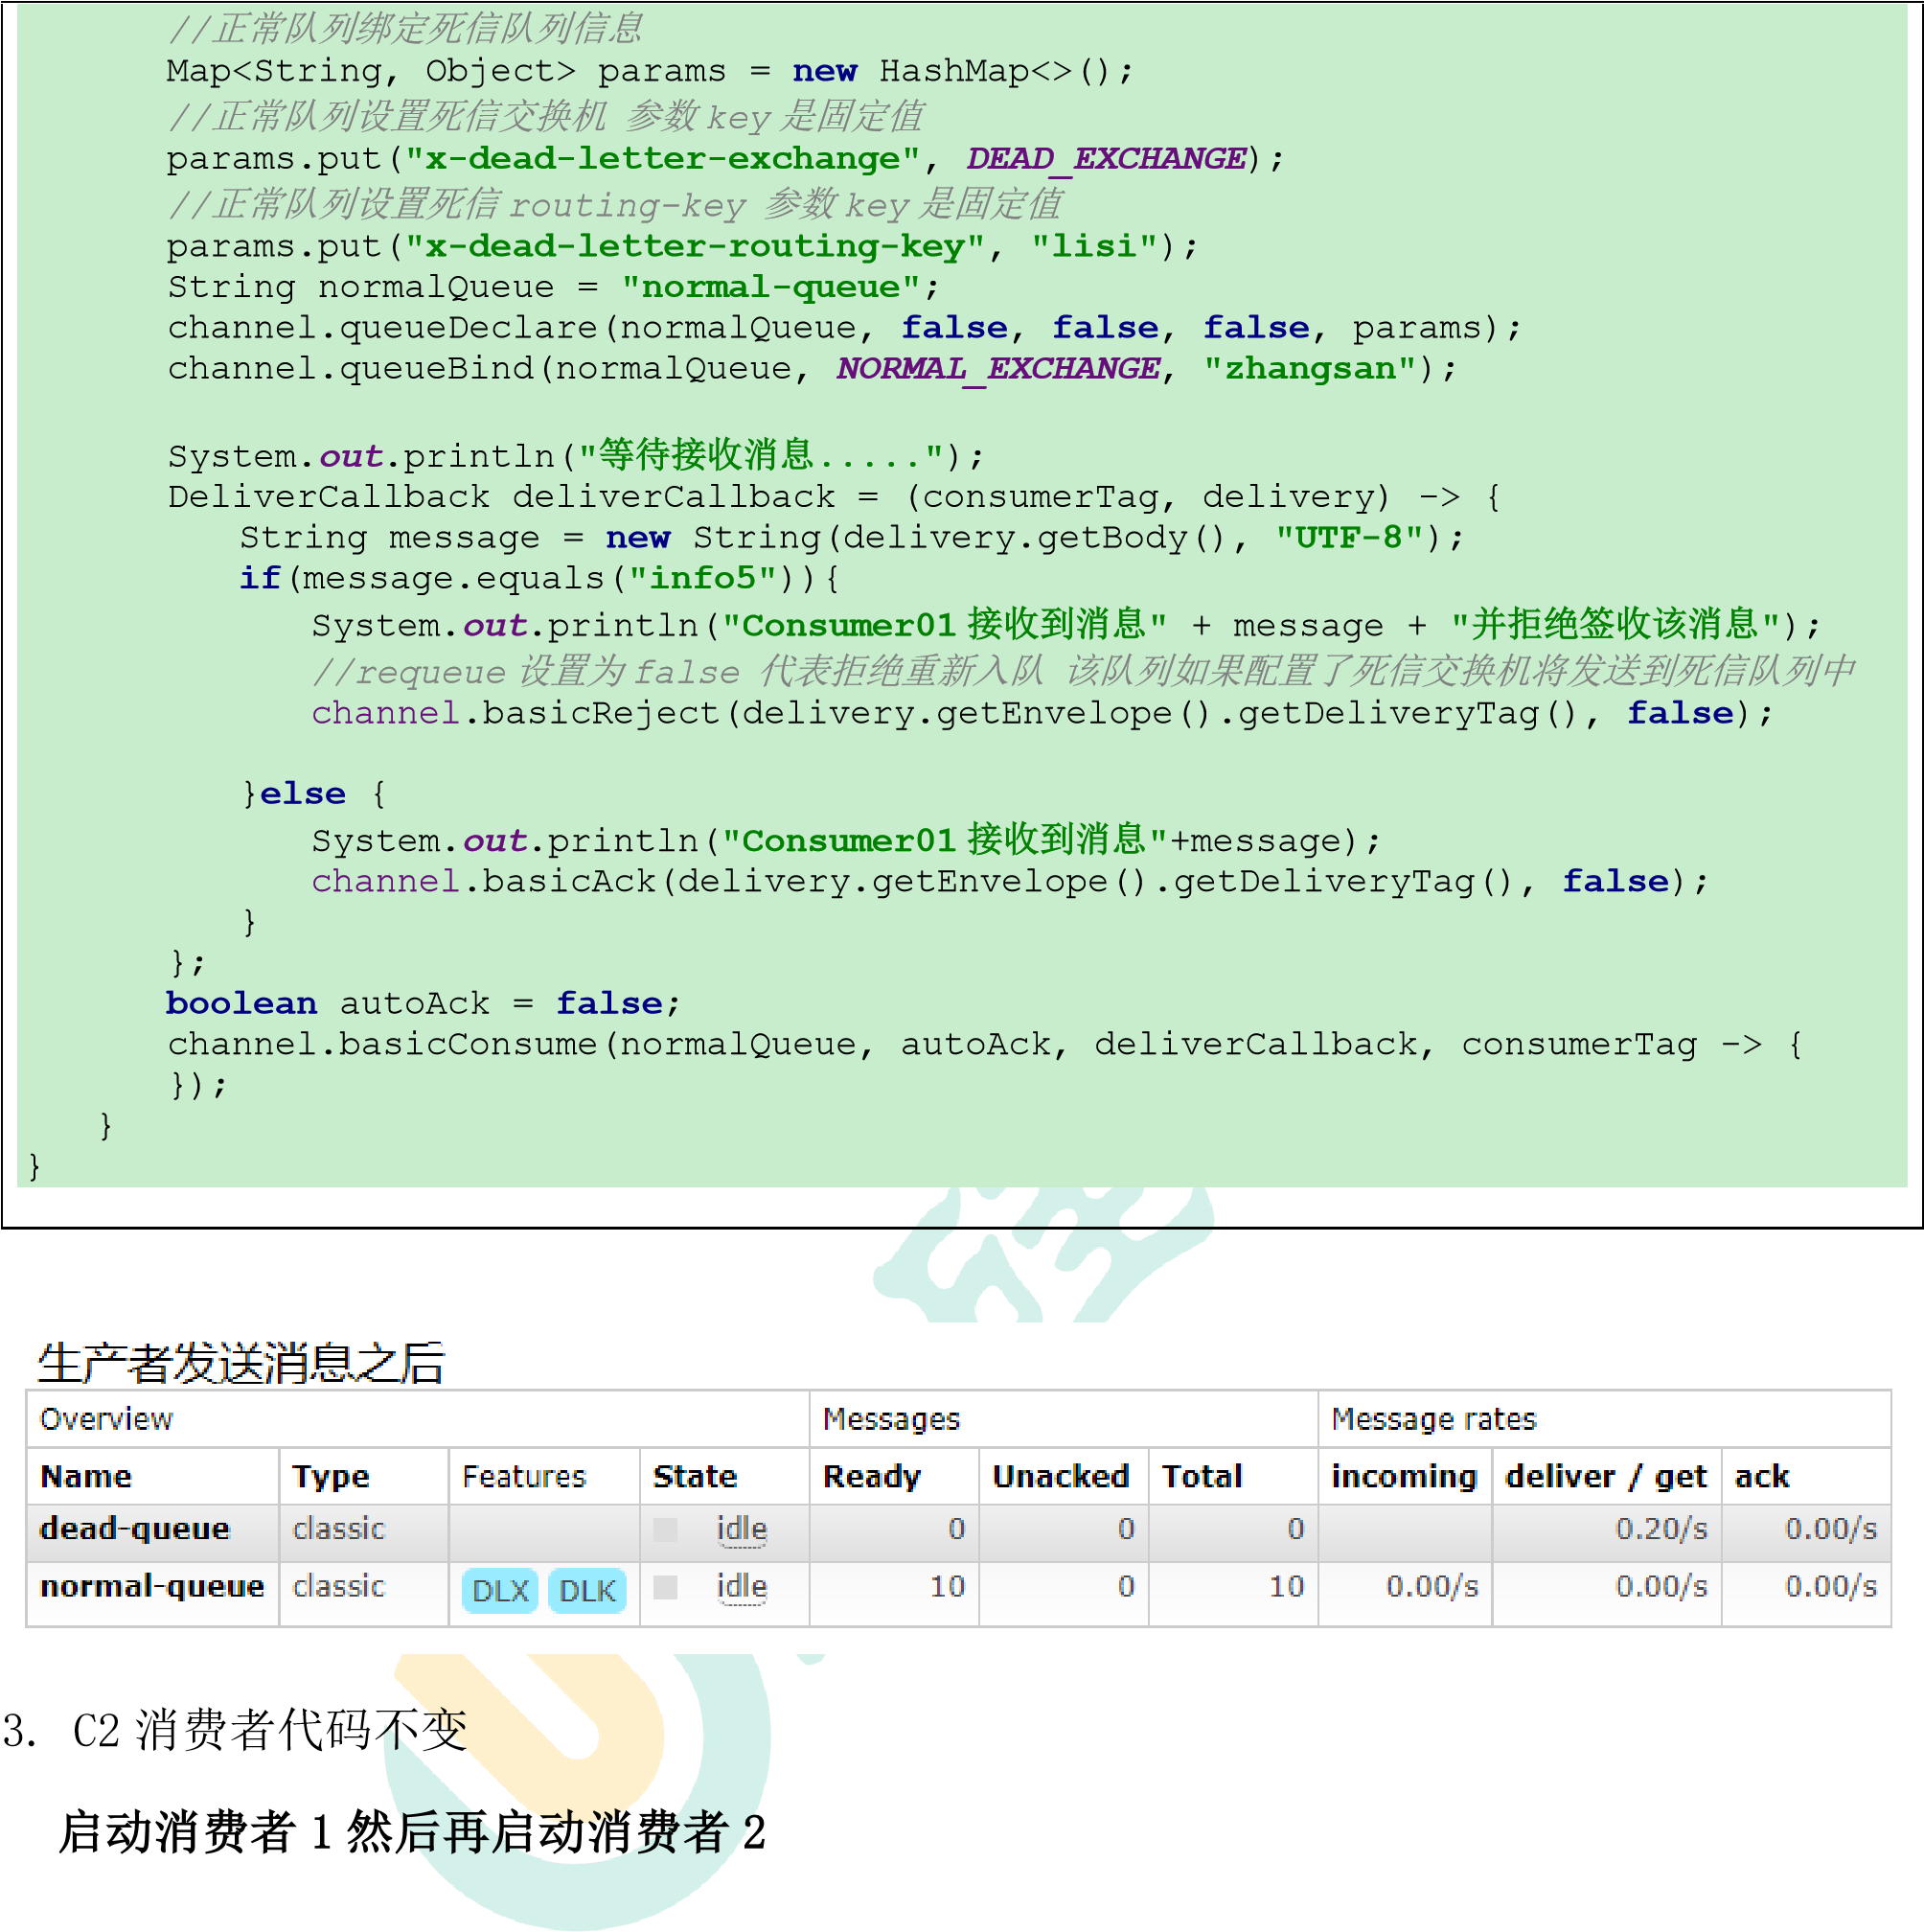 //正常队列绑定死信队列信息
Map<String, Object> params = new HashMap<>();
//正常队列设置死信交换机 参数 key 是固定值
params.put("x-dead-letter-exchange", DEAD_EXCHANGE);
//正常队列设置死信 routing-key 参数 key 是固定值
params.put("x-dead-letter-routing-key", "lisi");
String normalQueue = "normal-queue";
channel.queueDeclare(normalQueue, false, false, false, params);
channel.queueBind(normalQueue, NORMAL_EXCHANGE, "zhangsan");
System.out.println("等待接收消息.....");
DeliverCallback deliverCallback = (consumerTag, delivery) -> {
String message = new String(delivery.getBody(), "UTF-8");
if(message.equals("info5")){
System.out.println("Consumer01 接收到消息" + message + "并拒绝签收该消息");
//requeue 设置为 false 代表拒绝重新入队 该队列如果配置了死信交换机将发送到死信队列中
channel.basicReject(delivery.getEnvelope().getDeliveryTag(), false);
}else {
System.out.println("Consumer01 接收到消息"+message);
channel.basicAck(delivery.getEnvelope().getDeliveryTag(), false);
}
};
boolean autoAck = false;
channel.basicConsume(normalQueue, autoAck, deliverCallback, consumerTag -> {
});
}
}
生产者发送消息之后
Overview Messages Message rates
Name Type Features State Ready Unacked Total incoming deliver / get ack
dead-queue classic idle 0 0 0 0.20/s 0.00/s
normal-queue classic DLX DLK idle 10 0 10 0.00/s 0.00/s 0.00/s
3. C2 消费者代码不变
启动消费者 1 然后再启动消费者 2